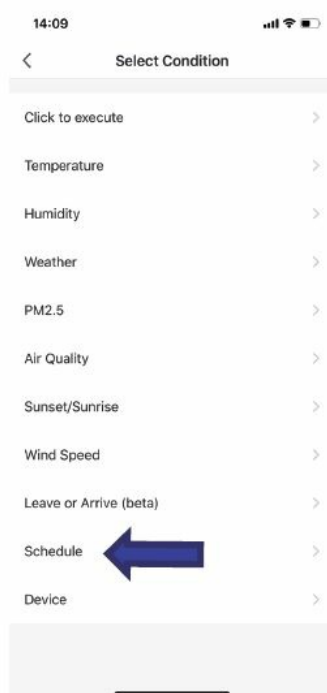 14:09
Select Condition
Click to execute
Temperature
Humidity
Weather
PM2.5
Air Quality
Sunset/Sunrise
Wind Speed
Leave or Arrive (beta)
Schedule
Device